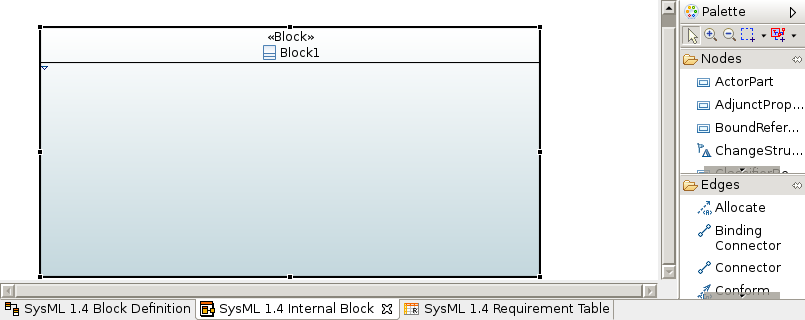 «Block»
Block1
Palette
Nodes
ActorPart
AdjunctProp...
BoundRefer...
ChangeStru...
Edges
Allocate
Binding
Connector
Connector
Conform
SysML 1.4 Block Definition
SysML 1.4 Internal Block
SysML 1.4 Requirement Table